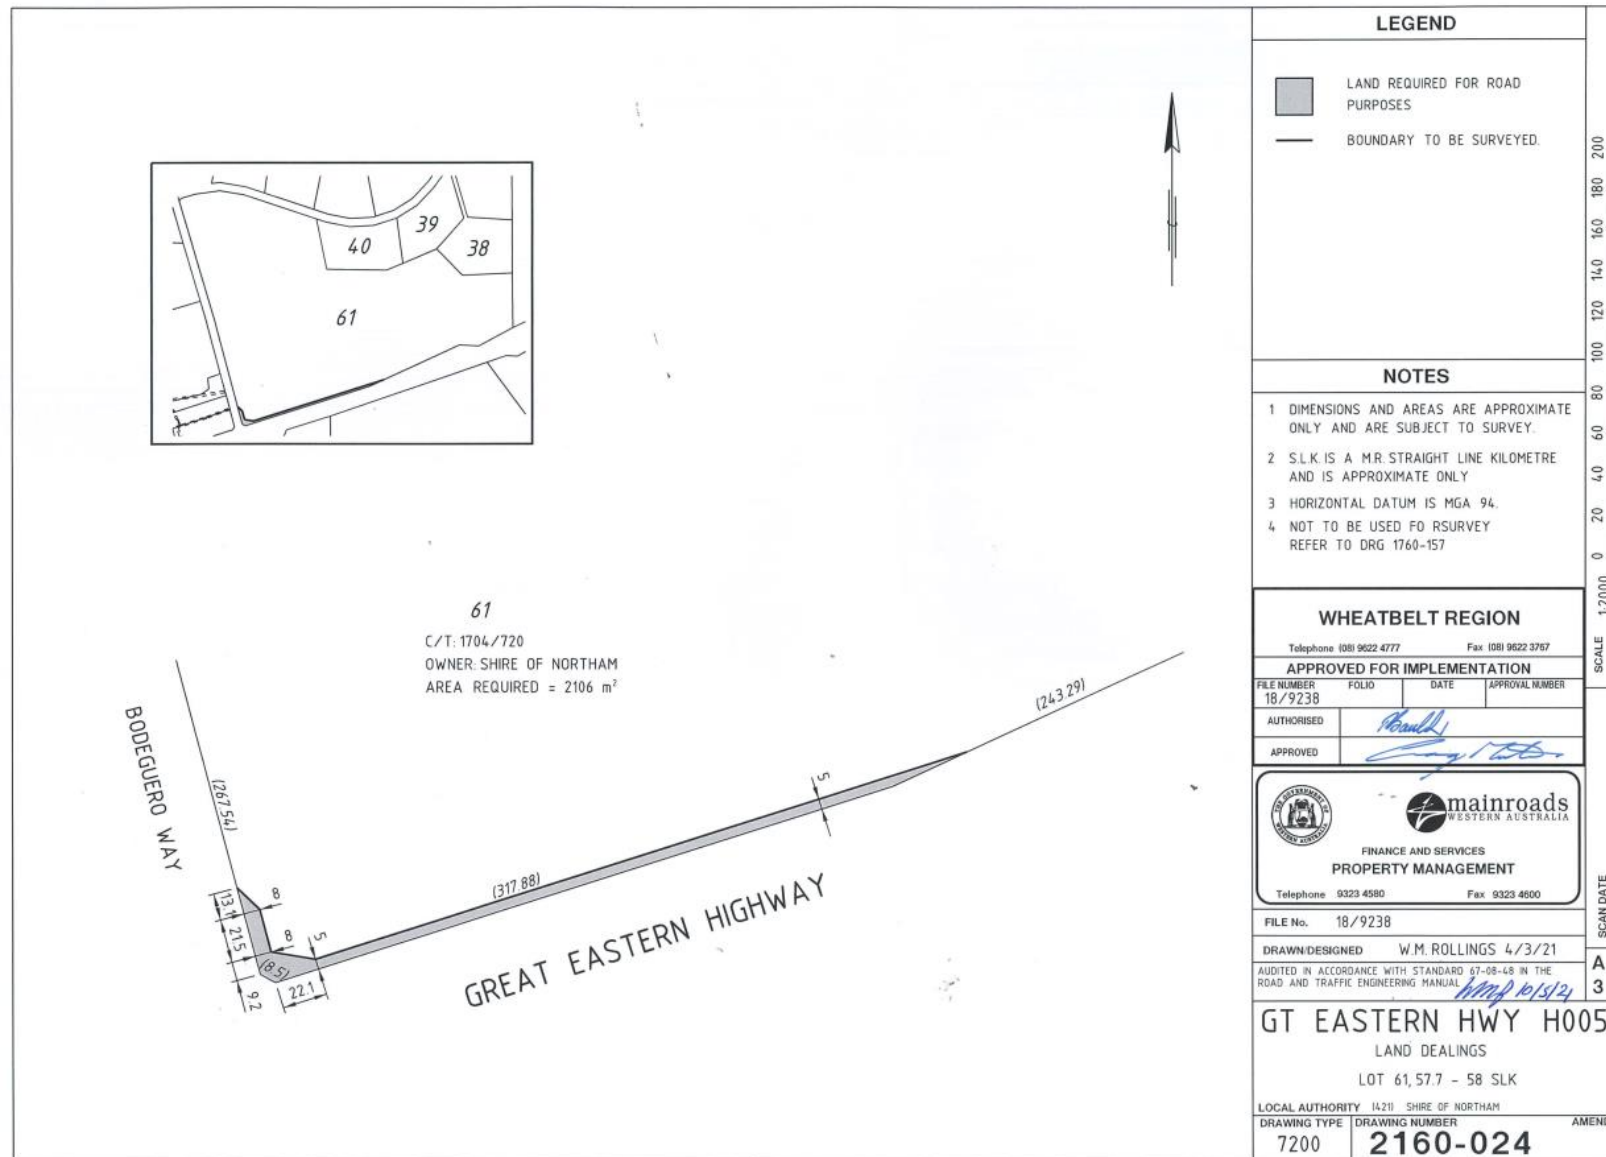 40
39
38
61
61
C/T: 1704/720
OWNER: SHIRE OF NORTHAM
AREA REQUIRED = 2106 m²
BODEGUERO WAY
(267.54)
(13.1)
21.5
9.2
8
8
(8.5)
22.1
5
(317.88)
5
(243.29)
GREAT EASTERN HIGHWAY
LEGEND
LAND REQUIRED FOR ROAD
PURPOSES
BOUNDARY TO BE SURVEYED.
NOTES
1 DIMENSIONS AND AREAS ARE APPROXIMATE
ONLY AND ARE SUBJECT TO SURVEY.
2 S.L.K. IS A M.R. STRAIGHT LINE KILOMETRE
AND IS APPROXIMATE ONLY
3 HORIZONTAL DATUM IS MGA 94.
4 NOT TO BE USED FO RSURVEY
REFER TO DRG 1760-157
WHEATBELT REGION
Telephone (08) 9622 4777 Fax (08) 9622 3767
APPROVED FOR IMPLEMENTATION
FILE NUMBER FOLIO DATE APPROVAL NUMBER
18/9238
AUTHORISED
APPROVED
THE GOVERNMENT OF
WESTERN AUSTRALIA
mainroads
WESTERN AUSTRALIA
FINANCE AND SERVICES
PROPERTY MANAGEMENT
Telephone 9323 4580 Fax 9323 4600
FILE No. 18/9238
DRAWN/DESIGNED W.M. ROLLINGS 4/3/21
AUDITED IN ACCORDANCE WITH STANDARD 67-08-48 IN THE
ROAD AND TRAFFIC ENGINEERING MANUAL 10/5/21
GT EASTERN HWY H005
LAND DEALINGS
LOT 61, 57.7 - 58 SLK
LOCAL AUTHORITY (421) SHIRE OF NORTHAM
DRAWING TYPE DRAWING NUMBER AMEND
7200 2160-024
SCALE 1:2000 0 20 40 60 80 100 120 140 160 180 200
SCAN DATE
A
3